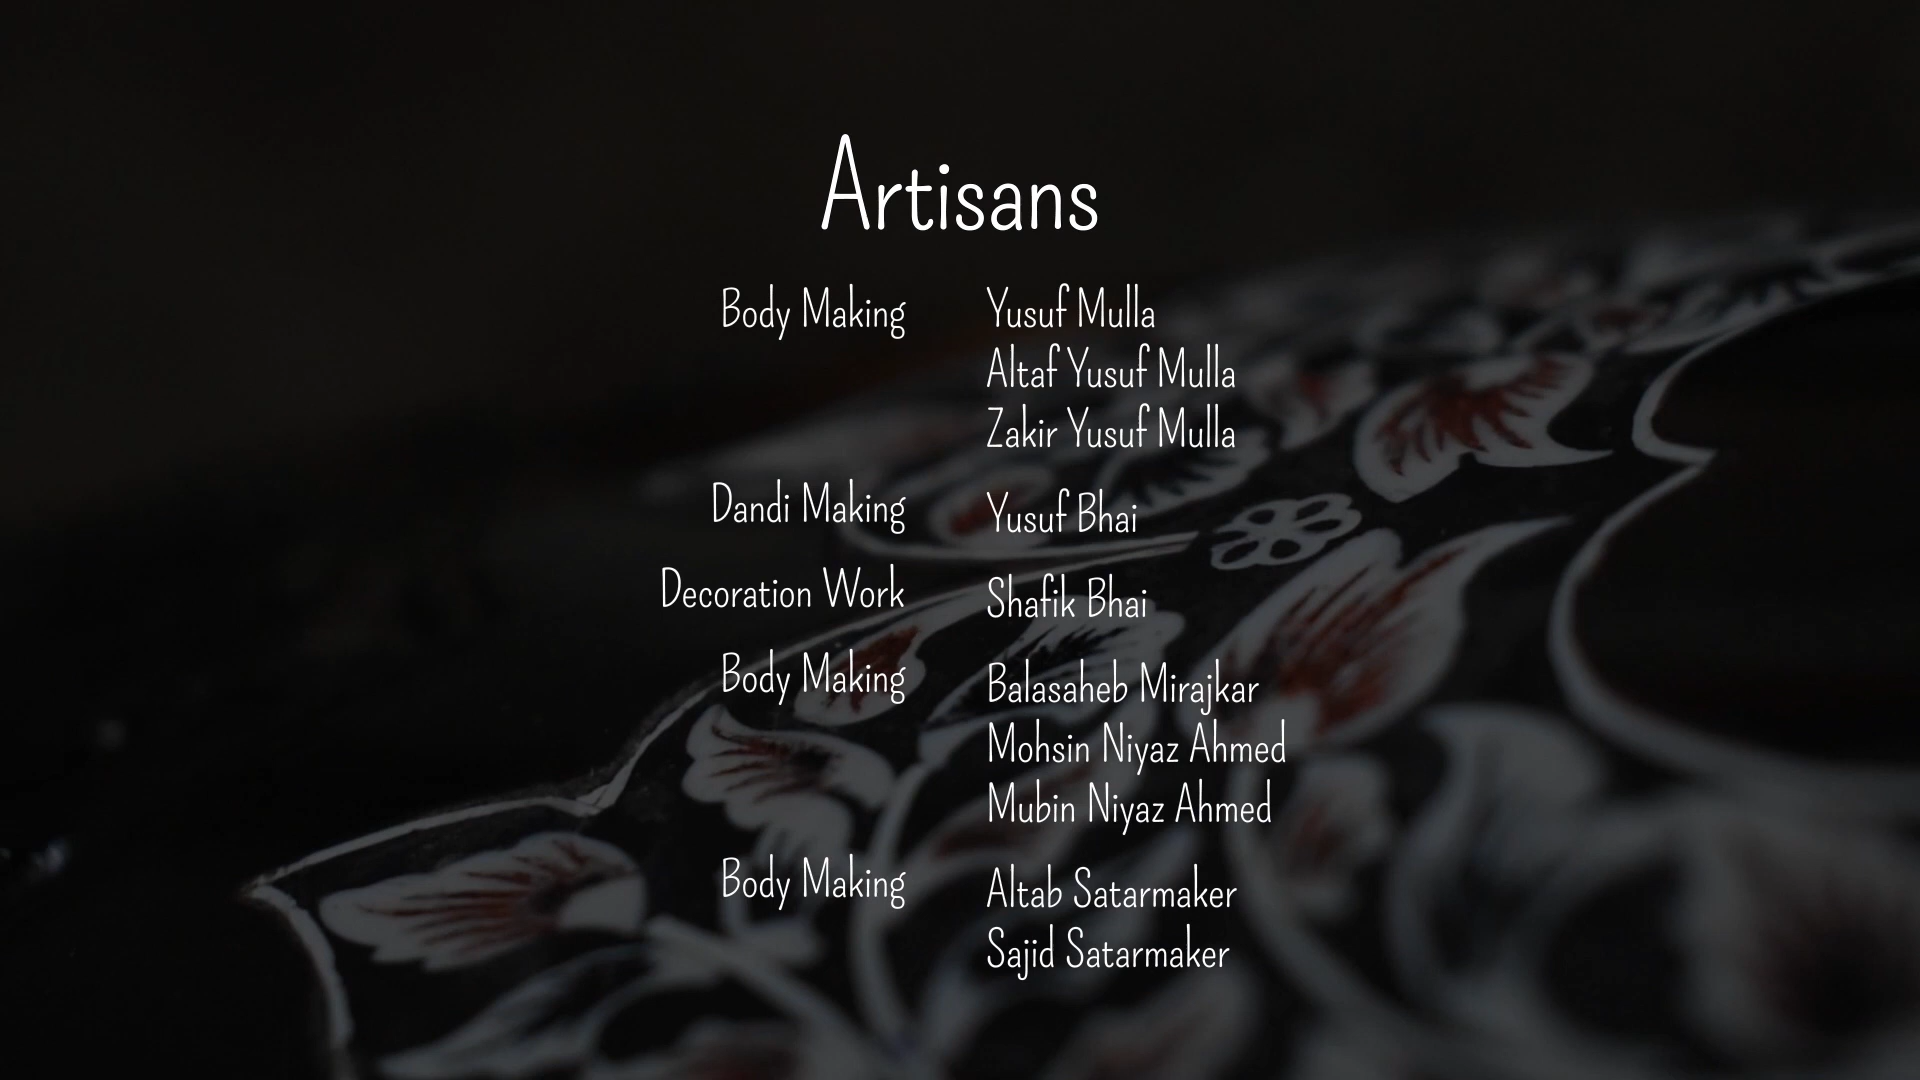 Artisans
Body Making Yusuf Mulla
Altaf Yusuf Mulla
Zakir Yusuf Mulla
Dandi Making Yusuf Bhai
Decoration Work Shafik Bhai
Body Making Balasaheb Mirajkar
Mohsin Niyaz Ahmed
Mubin Niyaz Ahmed
Body Making Altab Satarmaker
Sajid Satarmaker